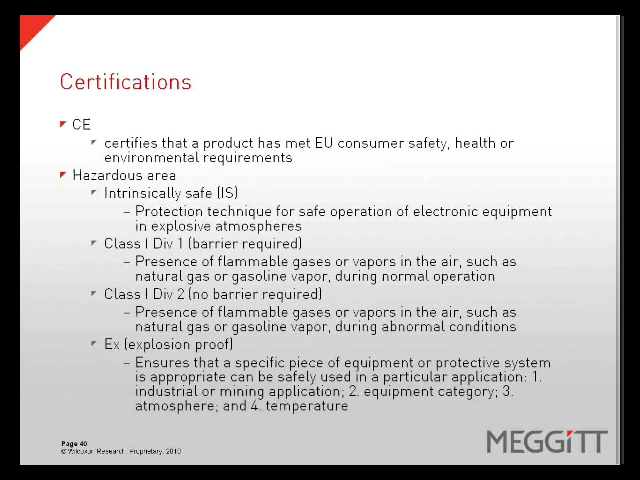 Certifications
CE
certifies that a product has met EU consumer safety, health or
environmental requirements
Hazardous area
Intrinsically safe (IS)
– Protection technique for safe operation of electronic equipment
in explosive atmospheres
Class I Div 1 (barrier required)
– Presence of flammable gases or vapors in the air, such as
natural gas or gasoline vapor, during normal operation
Class I Div 2 (no barrier required)
– Presence of flammable gases or vapors in the air, such as
natural gas or gasoline vapor, during abnormal conditions
Ex (explosion proof)
– Ensures that a specific piece of equipment or protective system
is appropriate can be safely used in a particular application: 1.
industrial or mining application; 2. equipment category; 3.
atmosphere; and 4. temperature
Page 40
© Wilcoxon Research, Proprietary, 2010
MEGGITT